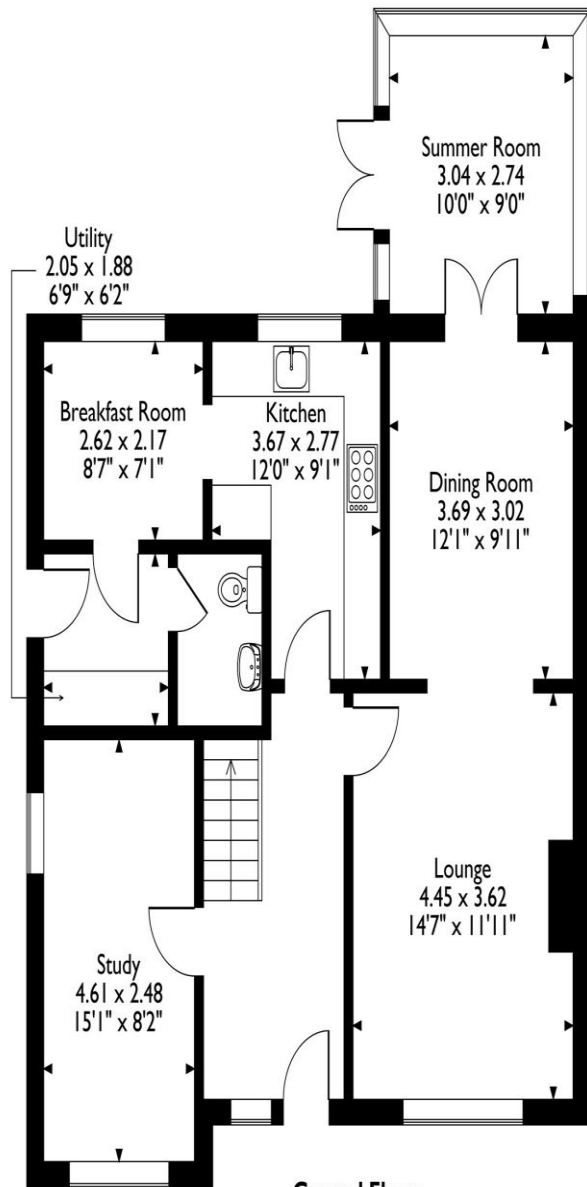 Summer Room
3.04 x 2.74
10'0" x 9'0"
Utility
2.05 x 1.88
6'9" x 6'2"
Breakfast Room
2.62 x 2.17
8'7" x 7'1"
Kitchen
3.67 x 2.77
12'0" x 9'1"
Dining Room
3.69 x 3.02
12'1" x 9'11"
Lounge
4.45 x 3.62
14'7" x 11'11"
Study
4.61 x 2.48
15'1" x 8'2"
Ground Floor